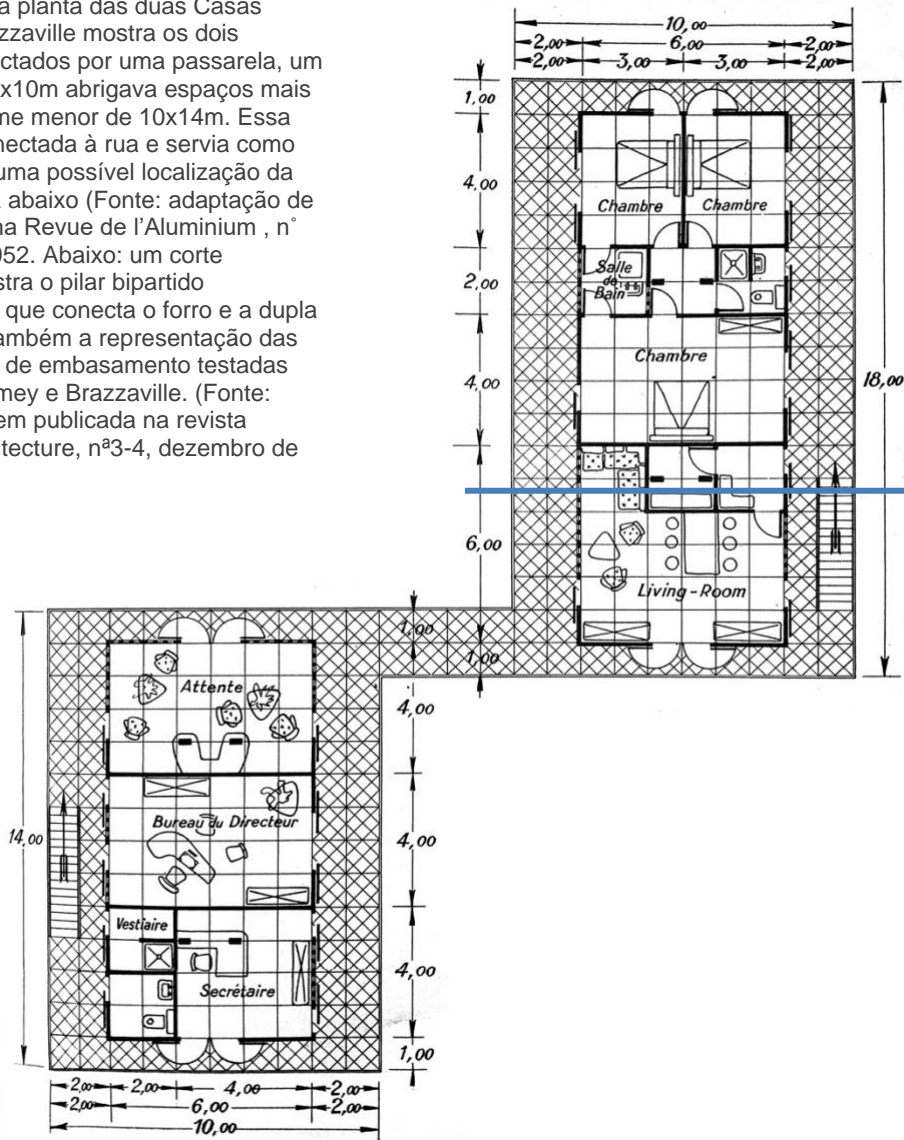 a planta das duas Casas
zzaville mostra os dois
ctados por uma passarela, um
x10m abrigava espaços mais
me menor de 10x14m. Essa
nectada à rua e servia como
uma possível localização da
abaixo (Fonte: adaptação de
na Revue de l'Aluminium , n°
952. Abaixo: um corte
stra o pilar bipartido
que conecta o forro e a dupla
ambém a representação das
de embasamento testadas
mey e Brazzaville. (Fonte:
em publicada na revista
tecture, nª3-4, dezembro de
10,00
2,00 6,00 2,00
2,00 3,00 3,00 2,00
1,00
4,00
Chambre Chambre
2,00
Salle
de
Bain
4,00
Chambre
18,00
6,00
Living-Room
1,00
1,00
Attente
4,00
14,00
Bureau du Directeur
4,00
Vestiaire
4,00
Secrétaire
1,00
2,00 2,00 4,00 2,00
2,00 6,00 2,00
10,00